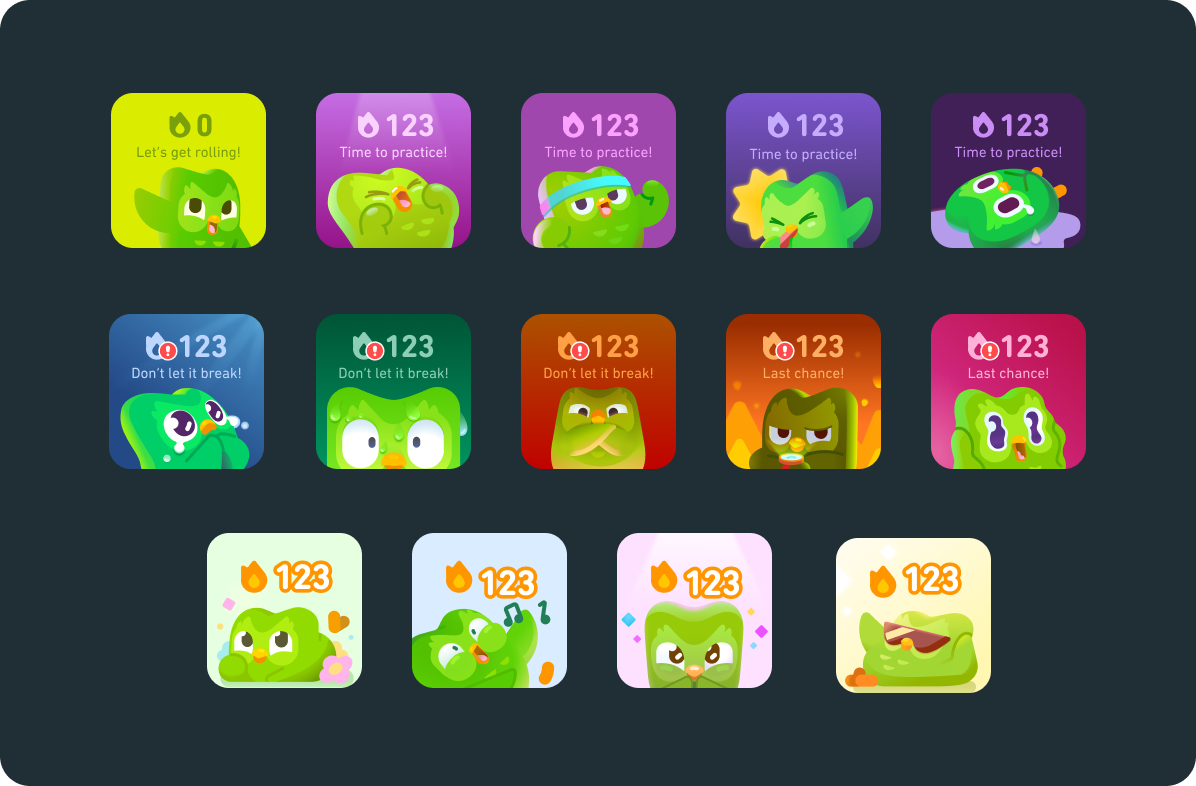 0
Let's get rolling!
123
Time to practice!
123
Time to practice!
123
Time to practice!
123
Time to practice!
123
Don't let it break!
123
Don't let it break!
123
Don't let it break!
123
Last chance!
123
Last chance!
123
123
123
123